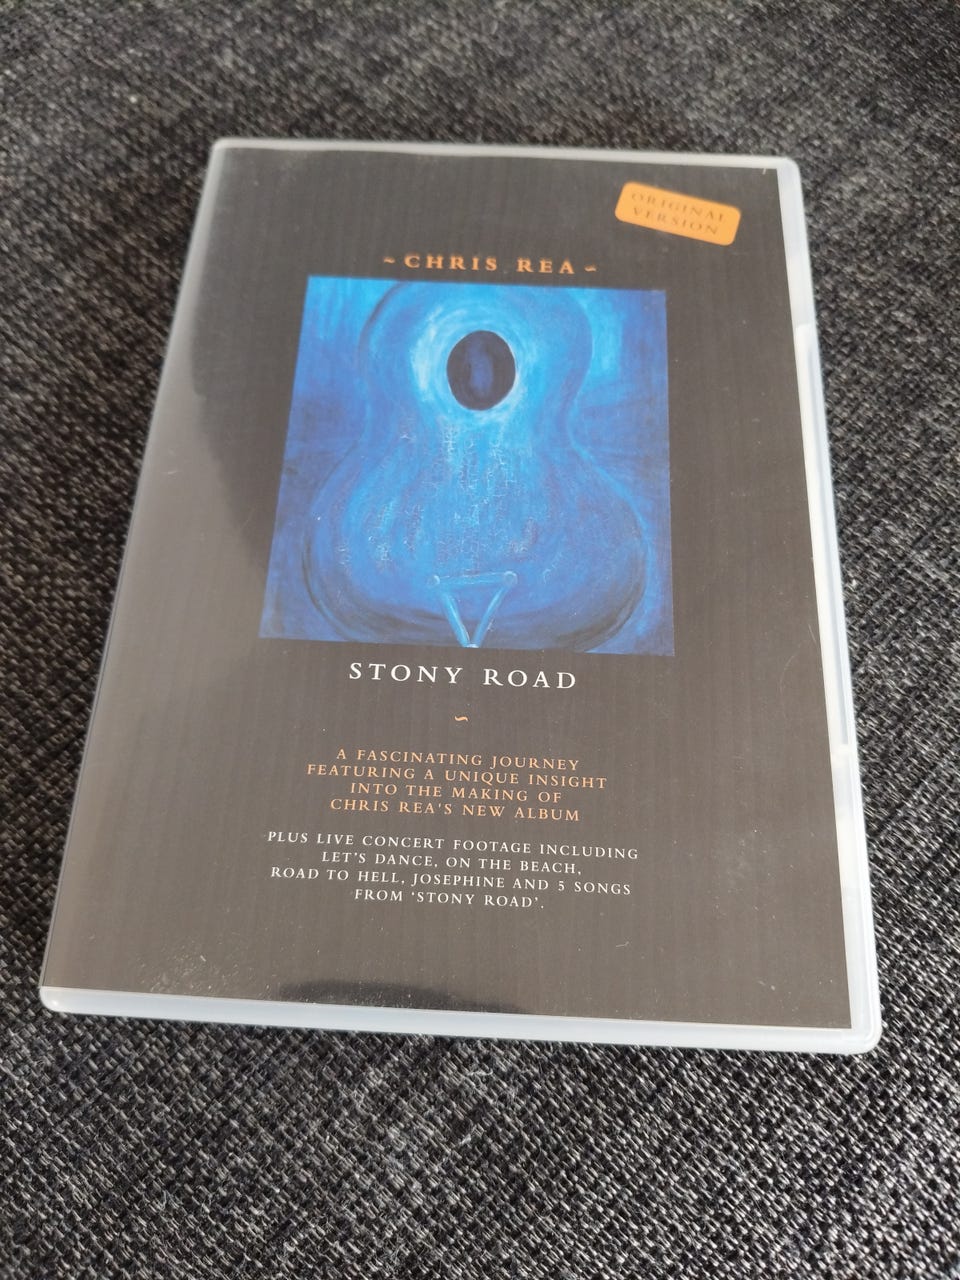 ORIGINAL
VERSION
~CHRIS REA~
STONY ROAD
~
A FASCINATING JOURNEY
FEATURING A UNIQUE INSIGHT
INTO THE MAKING OF
CHRIS REA'S NEW ALBUM
PLUS LIVE CONCERT FOOTAGE INCLUDING
LET'S DANCE, ON THE BEACH,
ROAD TO HELL, JOSEPHINE AND 5 SONGS
FROM 'STONY ROAD'.